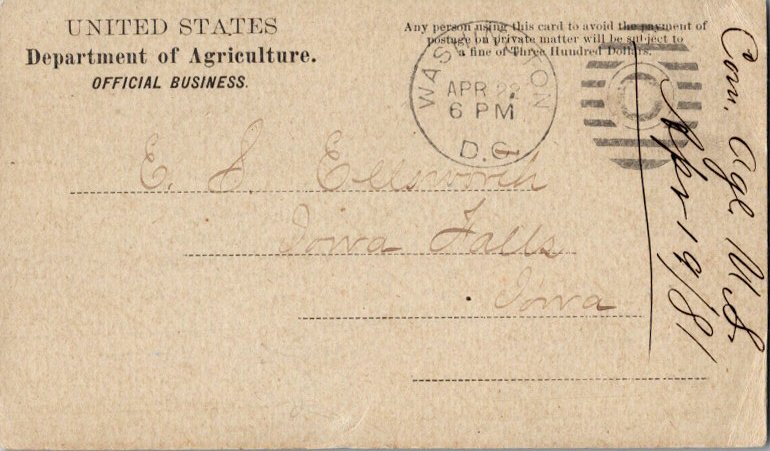 UNITED STATES
Department of Agriculture.
OFFICIAL BUSINESS.
Any person using this card to avoid the payment of
postage on private matter will be subject to
a fine of Three Hundred Dollars.
WASHINGTON
APR 22
6 PM
D.C.
E. S. Ellsworth
Iowa Falls
Iowa
Com. Agl. U.S.
Apr 19/81